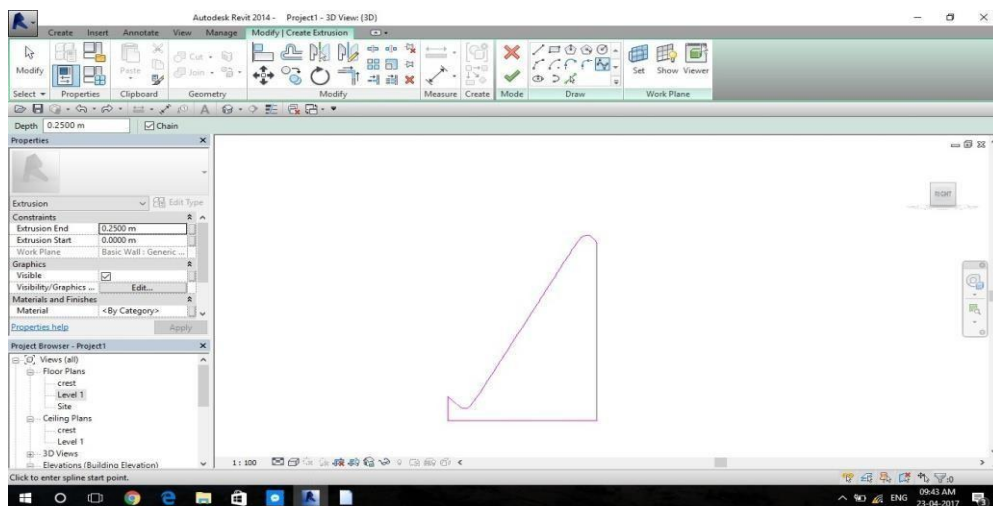 Autodesk Revit 2014 - Project1 - 3D View: {3D}
Create Insert Annotate View Manage Modify | Create Extrusion
Modify Paste Cut Join Set Show Viewer
Select Properties Clipboard Geometry Modify Measure Create Mode Draw Work Plane
Depth 0.2500 m Chain
Properties
Extrusion Edit Type
Constraints
Extrusion End 0.2500 m
Extrusion Start 0.0000 m
Work Plane Basic Wall : Generic ...
Graphics
Visible
Visibility/Graphics ... Edit...
Materials and Finishes
Material <By Category>
Properties help Apply
Project Browser - Project1
Views (all)
Floor Plans
crest
Level 1
Site
Ceiling Plans
crest
Level 1
3D Views
Elevations (Building Elevation)
1 : 100
Click to enter spline start point.
:0
ENG
09:43 AM
23-04-2017